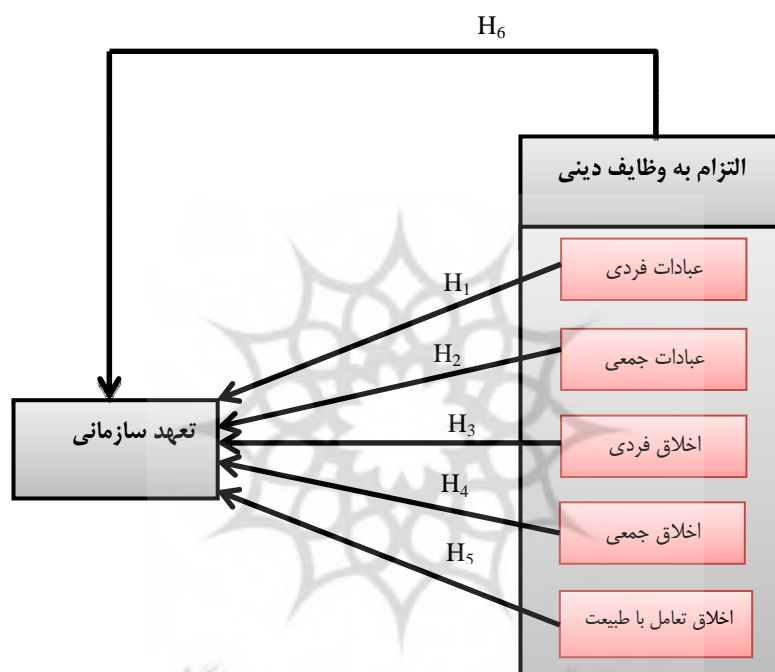 H₆
التزام به وظایف دینی
عبادات فردی
H₁
عبادات جمعی
H₂
تعهد سازمانی
H₃
اخلاق فردی
H₄
اخلاق جمعی
H₅
اخلاق تعامل با طبیعت